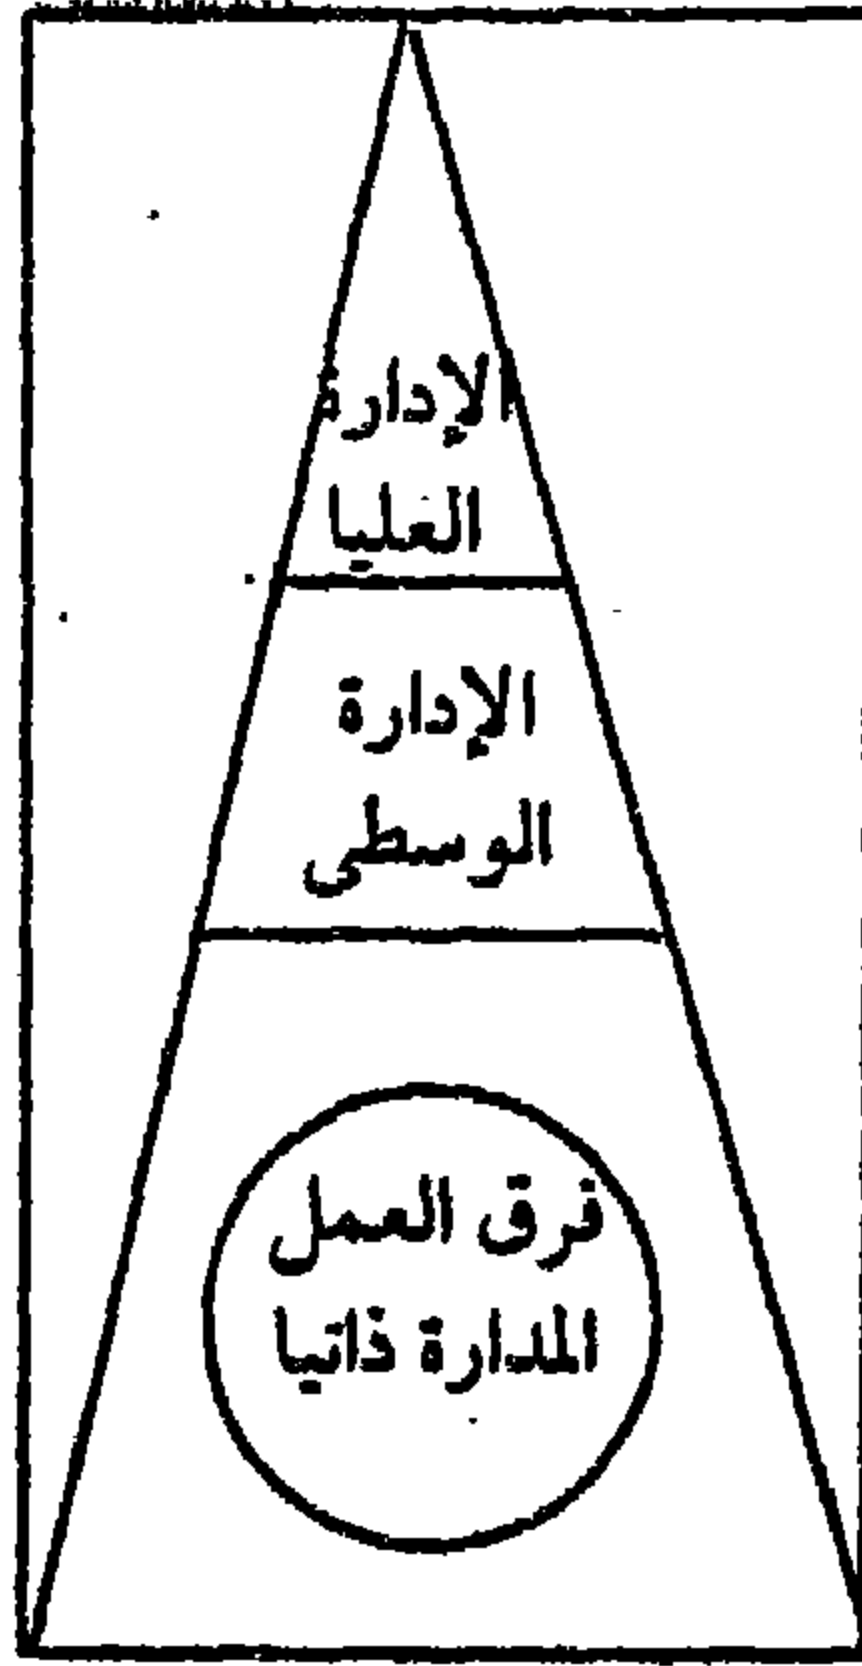 الإدارة
العليا
الإدارة
الوسطى
فرق العمل
المدارة ذاتيا